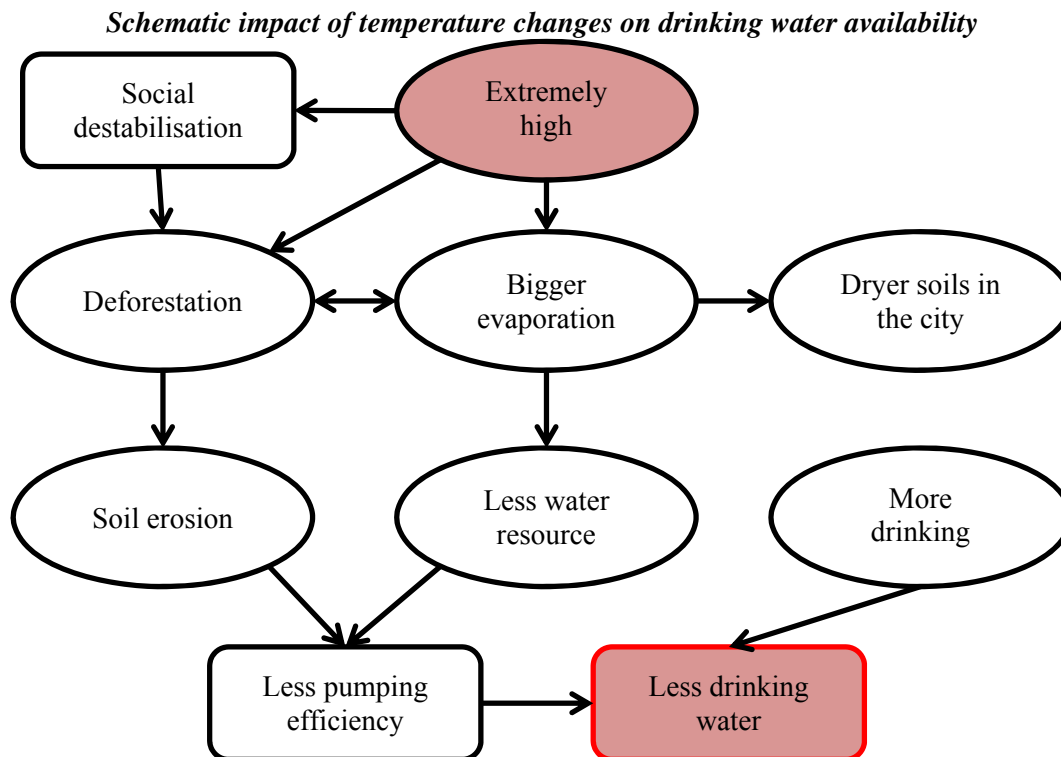 Schematic impact of temperature changes on drinking water availability
Social
destabilisation
Extremely
high
Deforestation
Bigger
evaporation
Dryer soils in
the city
Soil erosion
Less water
resource
More
drinking
Less pumping
efficiency
Less drinking
water